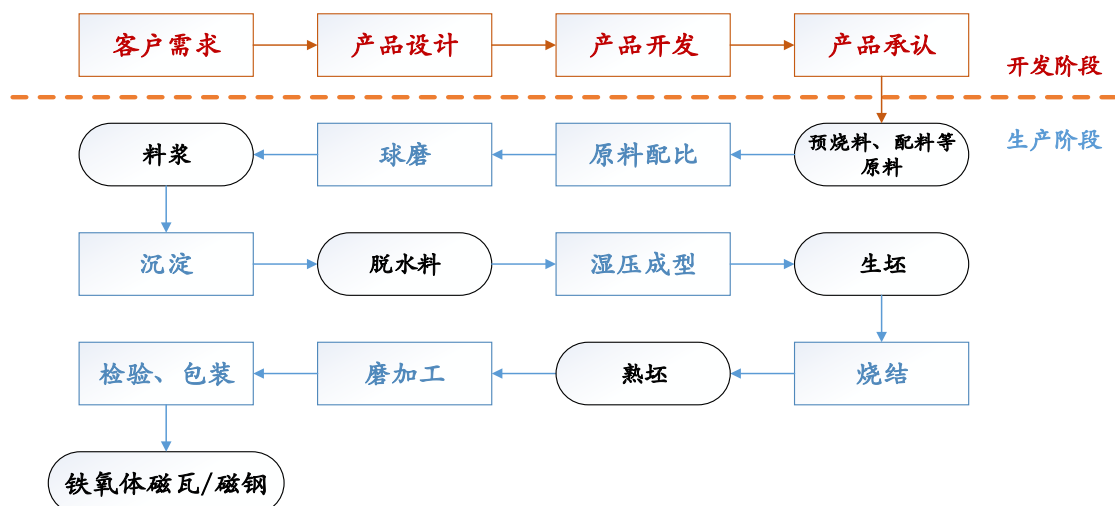 客户需求
产品设计
产品开发
产品承认
开发阶段
料浆
球磨
原料配比
预烧料、配料等
原料
生产阶段
沉淀
脱水料
湿压成型
生坯
检验、包装
磨加工
熟坯
烧结
铁氧体磁瓦/磁钢